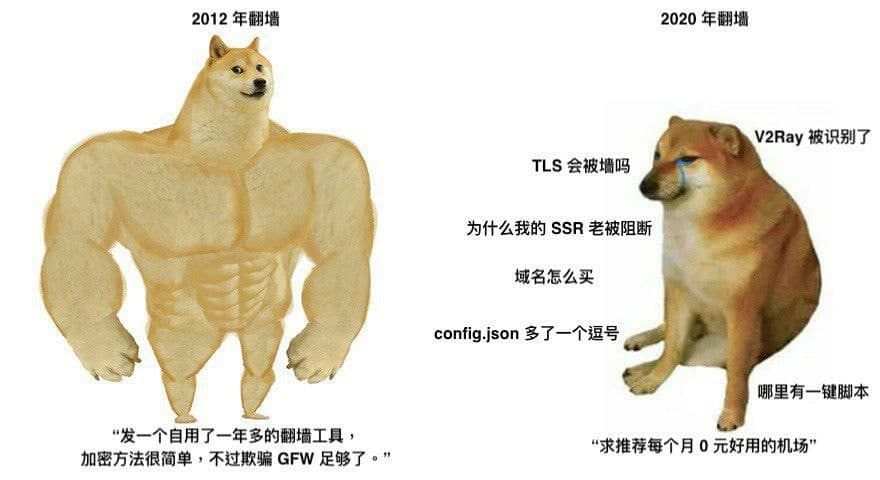 2012 年翻墙
“发一个自用了一年多的翻墙工具，
加密方法很简单，不过欺骗 GFW 足够了。”
2020 年翻墙
V2Ray 被识别了
TLS 会被墙吗
为什么我的 SSR 老被阻断
域名怎么买
config.json 多了一个逗号
哪里有一键脚本
“求推荐每个月 0 元好用的机场”